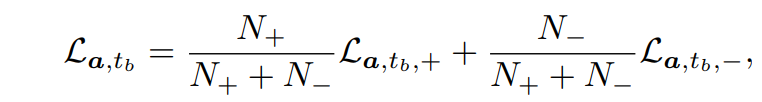 $\mathcal{L}_{\boldsymbol{a},t_b} = \frac{N_+}{N_+ + N_-} \mathcal{L}_{\boldsymbol{a},t_b,+} + \frac{N_-}{N_+ + N_-} \mathcal{L}_{\boldsymbol{a},t_b,-},$